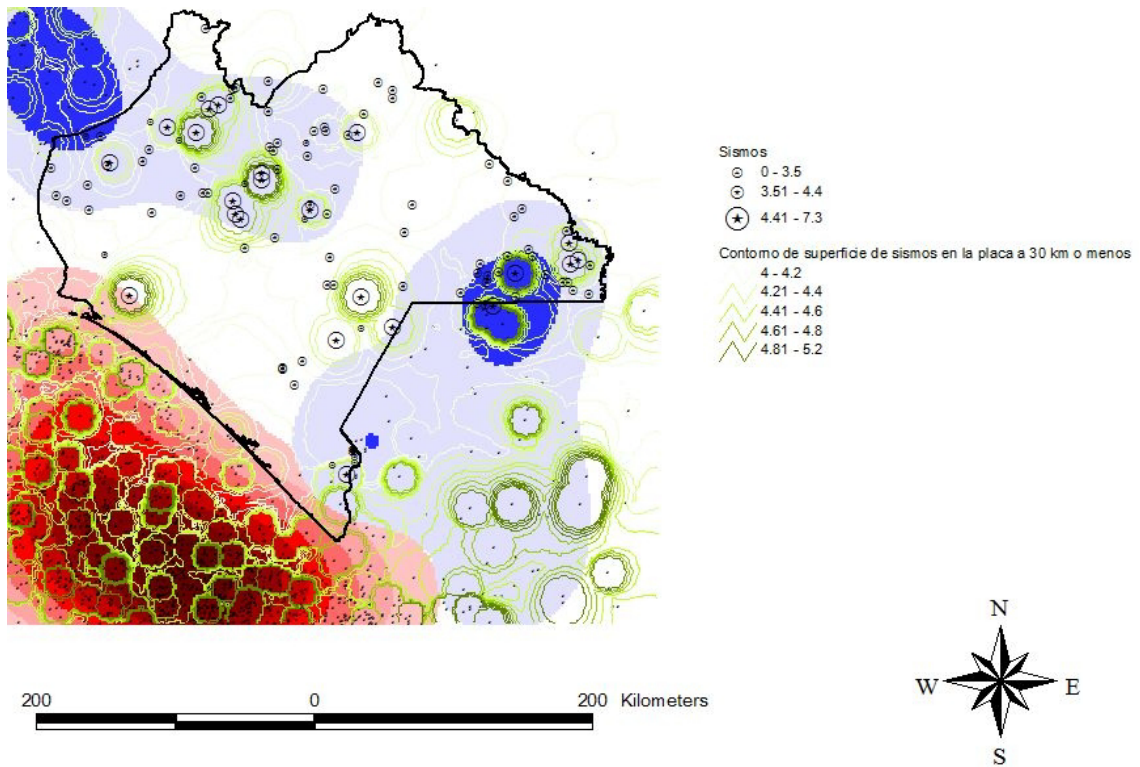 Sismos
0 - 3.5
3.51 - 4.4
4.41 - 7.3
Contorno de superficie de sismos en la placa a 30 km o menos
4 - 4.2
4.21 - 4.4
4.41 - 4.6
4.61 - 4.8
4.81 - 5.2
N
W E
S
200 0 200 Kilometers